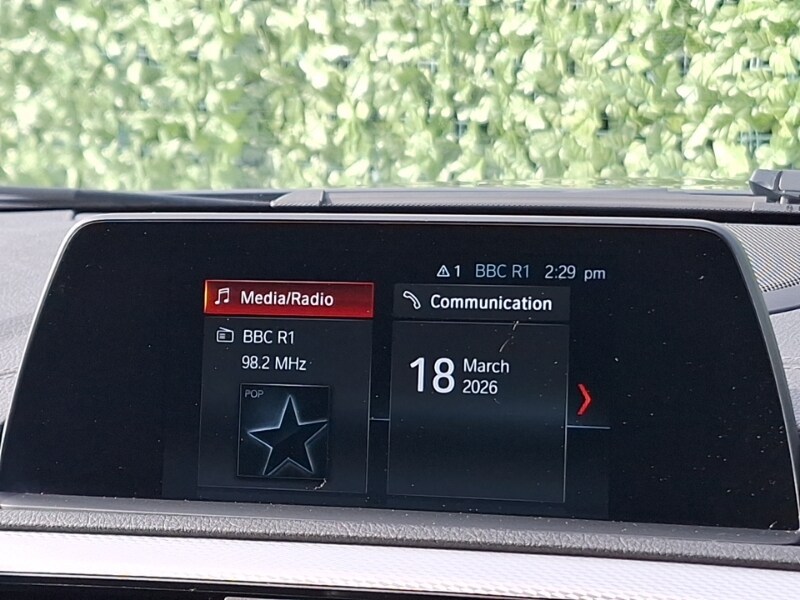 1 BBC R1 2:29 pm
Media/Radio
Communication
BBC R1
98.2 MHz
POP
18 March
2026